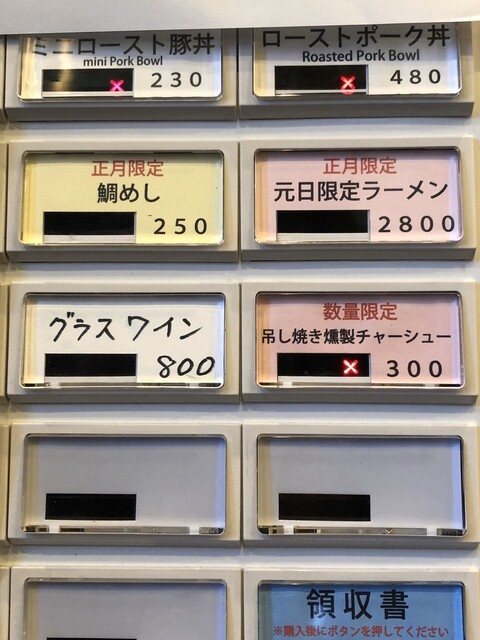 ミニロースト豚丼
mini Pork Bowl
× 230
ローストポーク丼
Roasted Pork Bowl
× 480
正月限定
鯛めし
250
正月限定
元日限定ラーメン
2800
グラスワイン
800
数量限定
吊し焼き燻製チャーシュー
× 300
領収書
※購入後にボタンを押してください